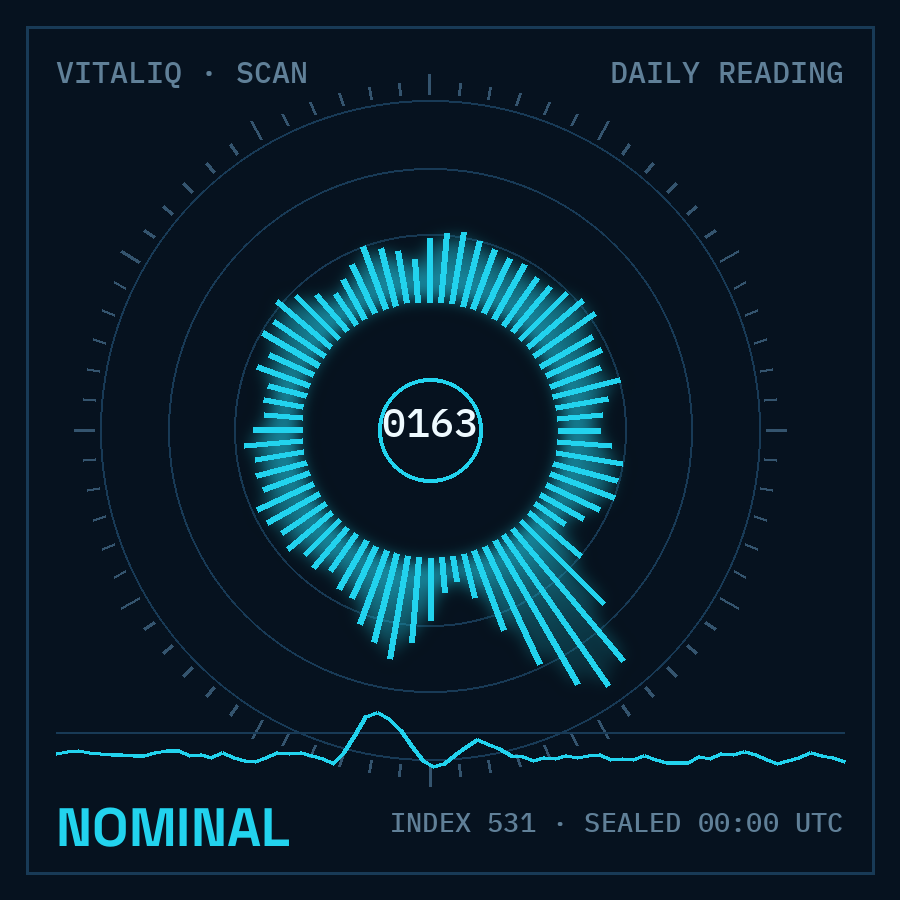 VITALIQ · SCAN
DAILY READING
0163
NOMINAL
INDEX 531 · SEALED 00:00 UTC